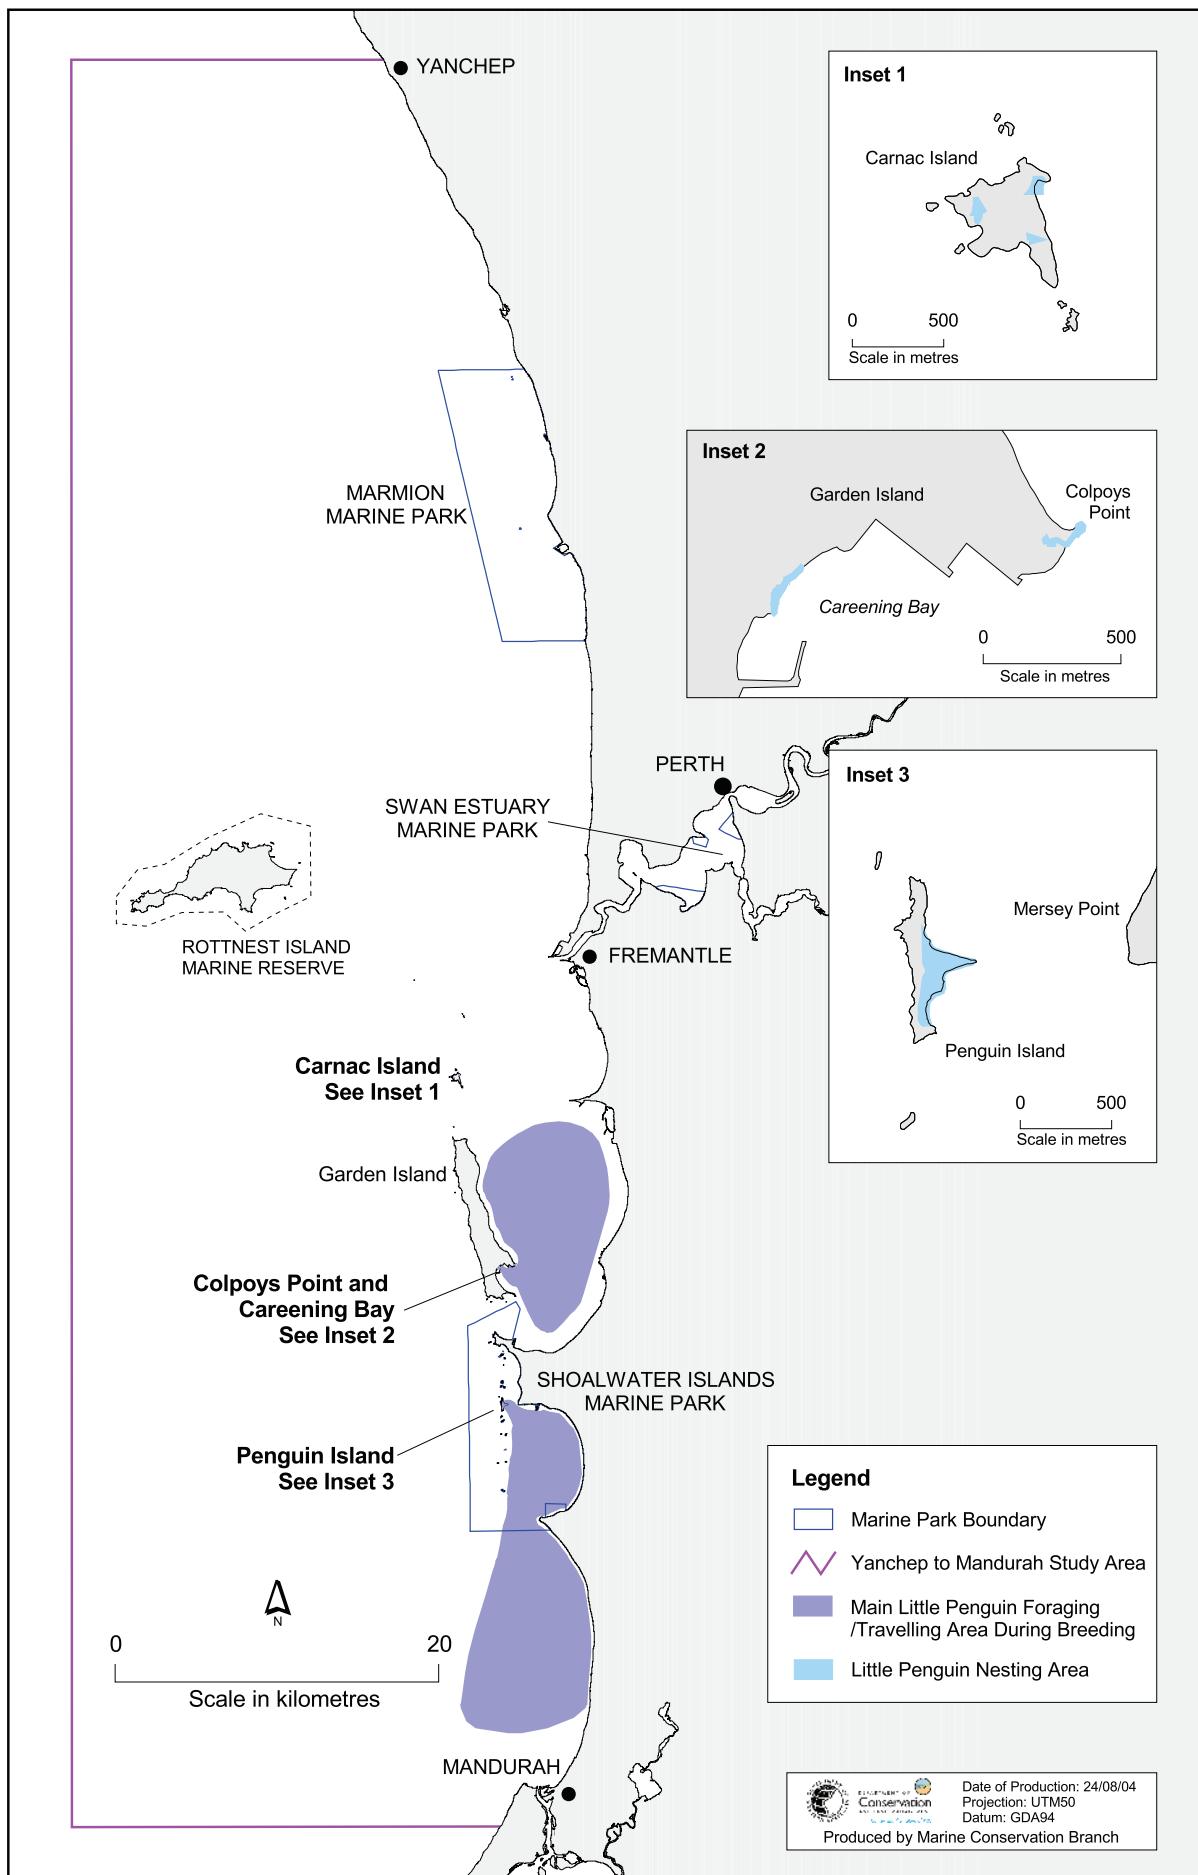 YANCHEP
MARMION
MARINE PARK
PERTH
SWAN ESTUARY
MARINE PARK
ROTTNEST ISLAND
MARINE RESERVE
FREMANTLE
Carnac Island
See Inset 1
Garden Island
Colpoys Point and
Careening Bay
See Inset 2
SHOALWATER ISLANDS
MARINE PARK
Penguin Island
See Inset 3
N
0 20
Scale in kilometres
MANDURAH
Inset 1
Carnac Island
0 500
Scale in metres
Inset 2
Garden Island
Colpoys
Point
Careening Bay
0 500
Scale in metres
Inset 3
Mersey Point
Penguin Island
0 500
Scale in metres
Legend
Marine Park Boundary
Yanchep to Mandurah Study Area
Main Little Penguin Foraging
/Travelling Area During Breeding
Little Penguin Nesting Area
DEPARTMENT OF
Conservation
Date of Production: 24/08/04
Projection: UTM50
Datum: GDA94
Produced by Marine Conservation Branch